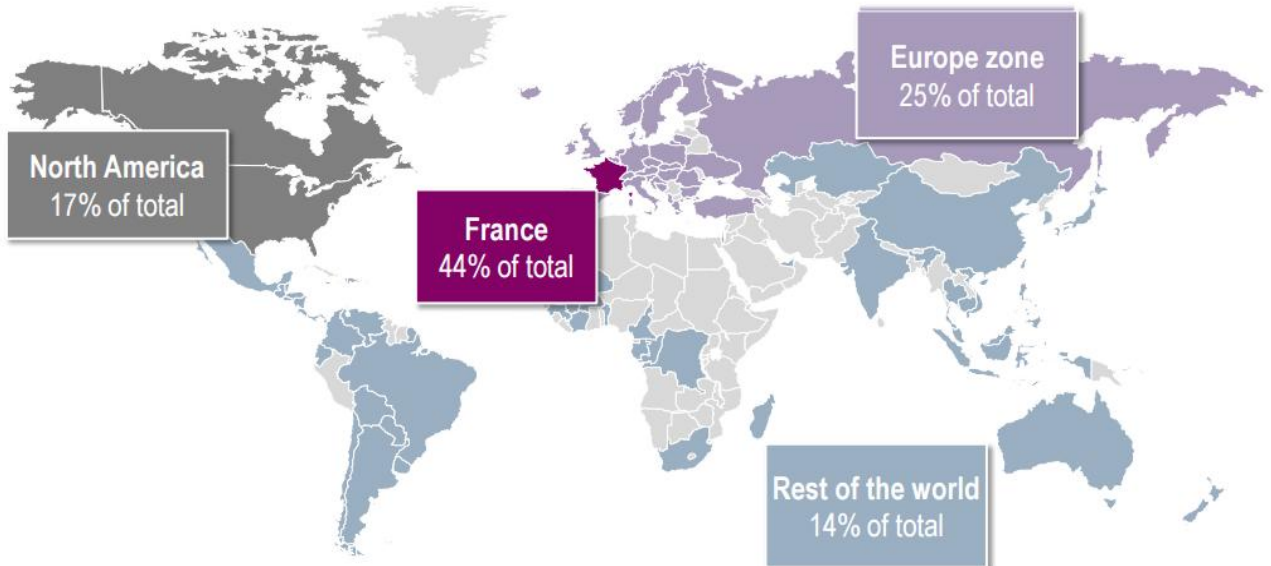 Europe zone
25% of total
North America
17% of total
France
44% of total
Rest of the world
14% of total